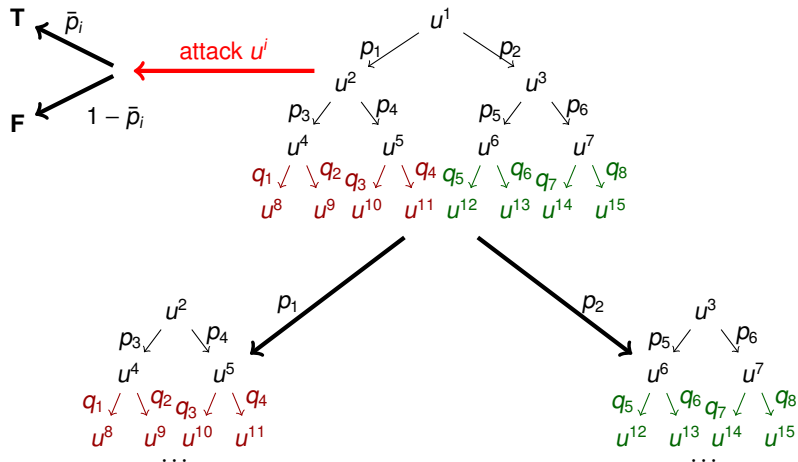 T p̄ᵢ attack uⁱ u¹
p₁ p₂
F 1 − p̄ᵢ u² u³
p₃ p₄ p₅ p₆
u⁴ u⁵ u⁶ u⁷
q₁ q₂ q₃ q₄ q₅ q₆ q₇ q₈
u⁸ u⁹ u¹⁰ u¹¹ u¹² u¹³ u¹⁴ u¹⁵
p₁ p₂
u² u³
p₃ p₄ p₅ p₆
u⁴ u⁵ u⁶ u⁷
q₁ q₂ q₃ q₄ q₅ q₆ q₇ q₈
u⁸ u⁹ u¹⁰ u¹¹ u¹² u¹³ u¹⁴ u¹⁵
... ...